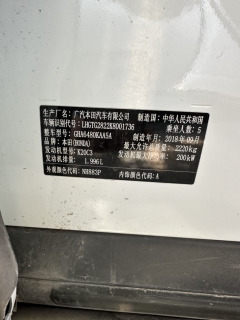 生产厂名：广汽本田汽车有限公司 制造国：中华人民共和国
车辆识别代号：LHGTG2822K8001736 乘坐人数：5
整车型号：GHA6480KAA5A 制造年月：2018年09月
品牌：本田(HONDA) 最大允许总质量：2220kg
发动机型号：K20C3 发动机最大净功率：200kW
发动机排量：1.996L
外观颜色代码：NH883P 内饰颜色代码：A